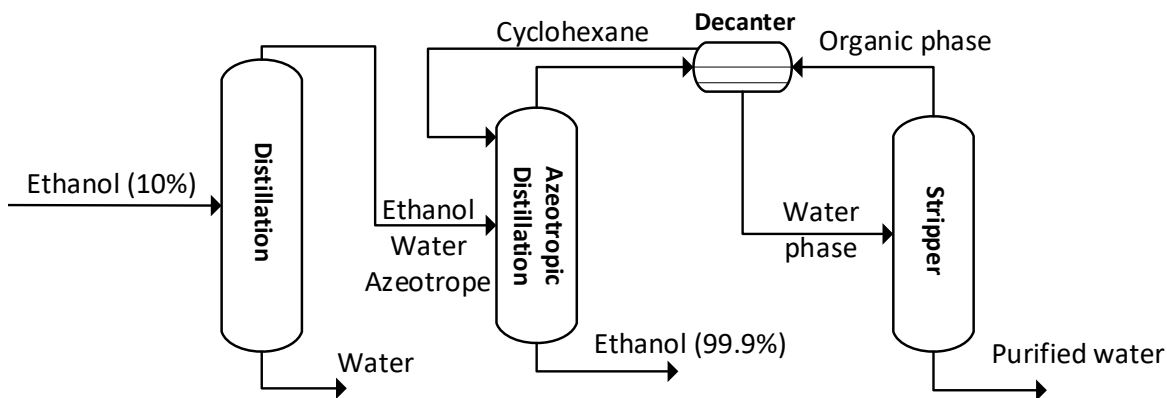 Decanter
Cyclohexane
Organic phase
Distillation
Azeotropic
Distillation
Stripper
Ethanol (10%)
Ethanol
Water
Azeotrope
Water
phase
Ethanol (99.9%)
Water
Purified water